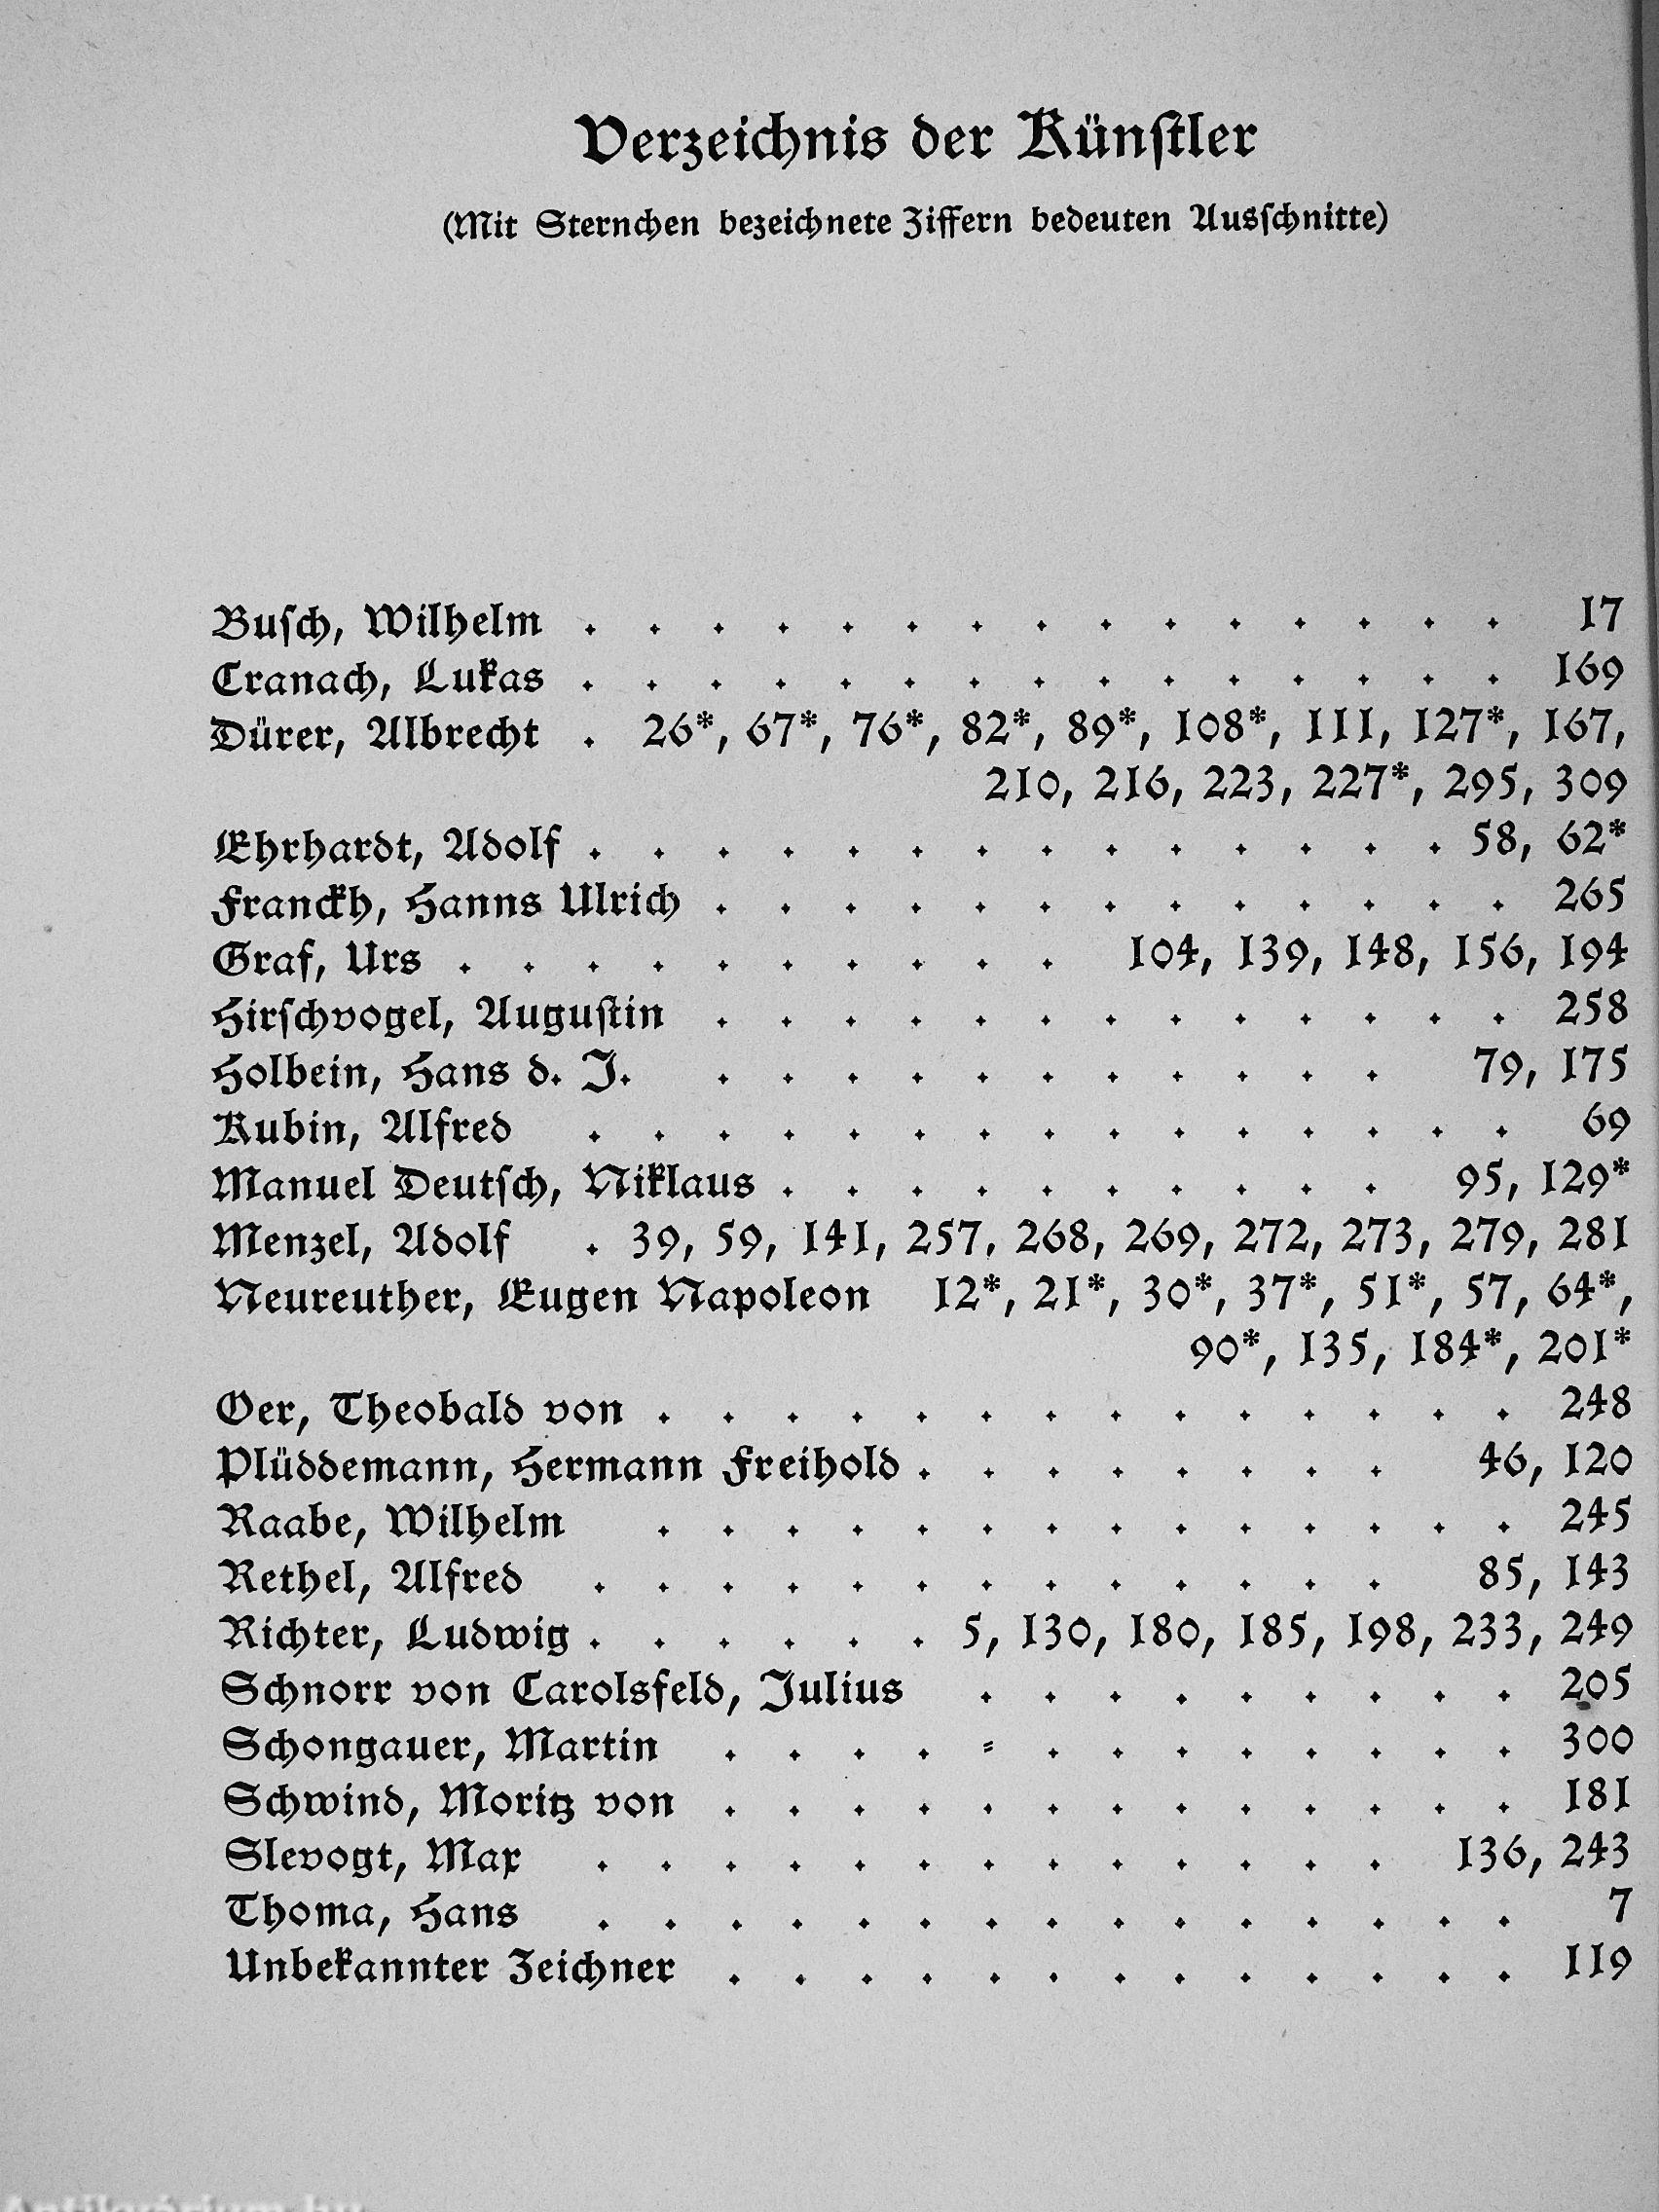 Verzeichnis der Künſtler
(Mit Sternchen bezeichnete Ziffern bedeuten Ausſchnitte)
Buſch, Wilhelm . . . . . . . . . . . . . . . 17
Cranach, Lukas . . . . . . . . . . . . . . . 169
Dürer, Albrecht . 26*, 67*, 76*, 82*, 89*, 108*, 111, 127*, 167,
210, 216, 223, 227*, 295, 309
Ehrhardt, Adolf . . . . . . . . . . . . . . 58, 62*
Franckh, Hanns Ulrich . . . . . . . . . . . . . 265
Graf, Urs . . . . . . . . . . 104, 139, 148, 156, 194
Hirſchvogel, Auguſtin . . . . . . . . . . . . . 258
Holbein, Hans d. J. . . . . . . . . . . . 79, 175
Kubin, Alfred . . . . . . . . . . . . . . . 69
Manuel Deutſch, Niklaus . . . . . . . . . . 95, 129*
Menzel, Adolf . 39, 59, 141, 257, 268, 269, 272, 273, 279, 281
Neureuther, Eugen Napoleon 12*, 21*, 30*, 37*, 51*, 57, 64*,
90*, 135, 184*, 201*
Oer, Theobald von . . . . . . . . . . . . . . 248
Plüddemann, Hermann Freihold . . . . . . . . 46, 120
Raabe, Wilhelm . . . . . . . . . . . . . . 245
Rethel, Alfred . . . . . . . . . . . . . 85, 143
Richter, Ludwig . . . . . . 5, 130, 180, 185, 198, 233, 249
Schnorr von Carolsfeld, Julius . . . . . . . . . 205
Schongauer, Martin . . . . . . . . . . . . . 300
Schwind, Moritz von . . . . . . . . . . . . . 181
Slevogt, Max . . . . . . . . . . . . . 136, 243
Thoma, Hans . . . . . . . . . . . . . . . 7
Unbekannter Zeichner . . . . . . . . . . . . . 119